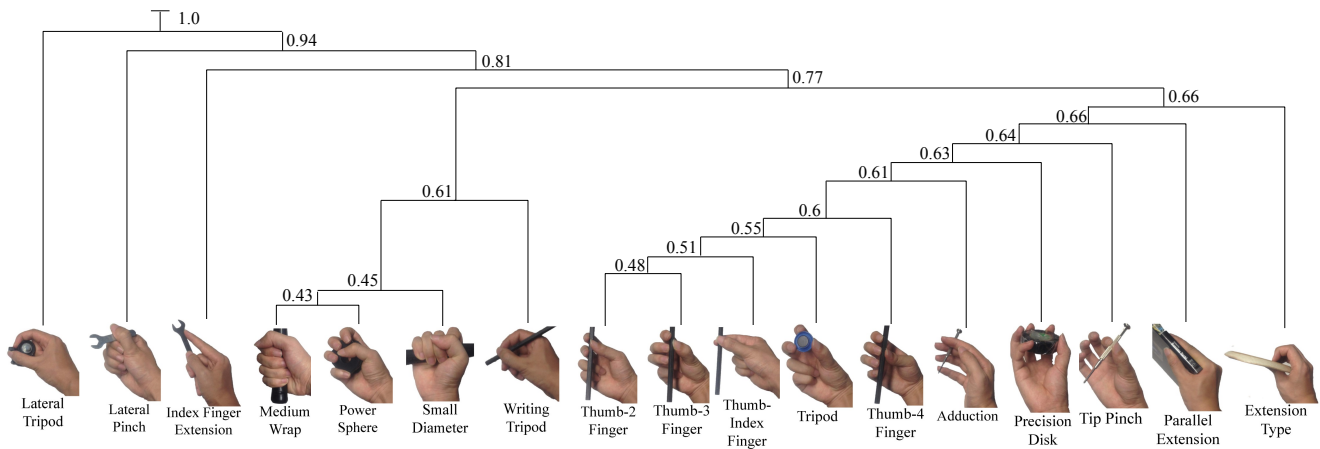 1.0
0.94
0.81
0.77
0.66
0.66
0.64
0.63
0.61
0.61
0.6
0.55
0.51
0.48
0.45
0.43
Lateral
Tripod
Lateral
Pinch
Index Finger
Extension
Medium
Wrap
Power
Sphere
Small
Diameter
Writing
Tripod
Thumb-2
Finger
Thumb-3
Finger
Thumb-
Index
Finger
Tripod
Thumb-4
Finger
Adduction
Precision
Disk
Tip Pinch
Parallel
Extension
Extension
Type